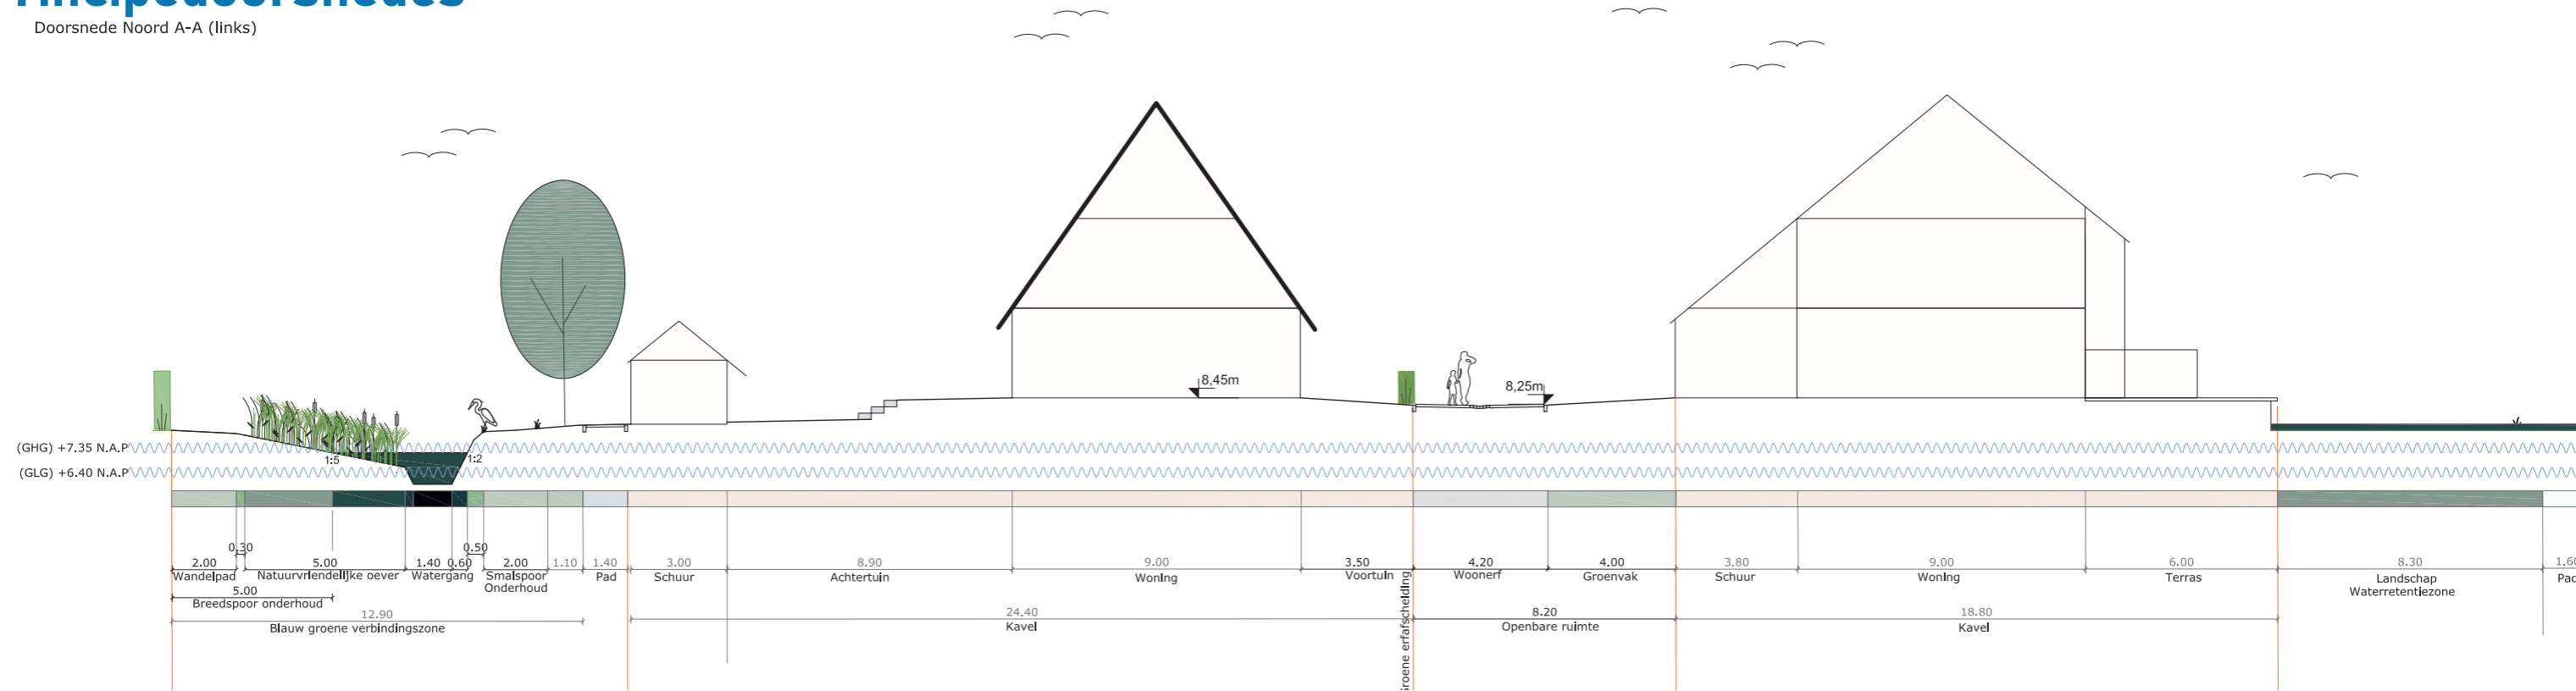 Doorsnede Noord A-A (links)
8,45m
8,25m
(GHG) +7.35 N.A.P
(GLG) +6.40 N.A.P
1:5
1:2
0.30
0.50
2.00
5.00
1.40
0.60
2.00
1.10
1.40
3.00
8.90
9.00
3.50
4.20
4.00
3.80
9.00
6.00
8.30
Wandelpad
Natuurvriendelijke oever
Watergang
Smalspoor
Onderhoud
Pad
Schuur
Achtertuin
Woning
Voortuin
Groene erfafscheiding
Woonerf
Groenvak
Schuur
Woning
Terras
Landschap
Waterretentiezone
5.00
Breedspoor onderhoud
12.90
Blauw groene verbindingszone
24.40
Kavel
8.20
Openbare ruimte
18.80
Kavel